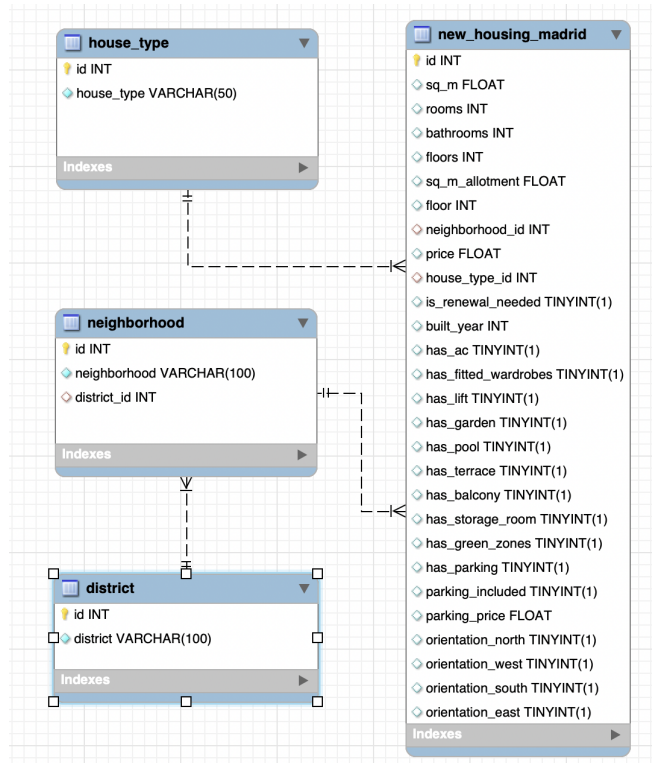 house_type
id INT
house_type VARCHAR(50)
Indexes
neighborhood
id INT
neighborhood VARCHAR(100)
district_id INT
Indexes
district
id INT
district VARCHAR(100)
Indexes
new_housing_madrid
id INT
sq_m FLOAT
rooms INT
bathrooms INT
floors INT
sq_m_allotment FLOAT
floor INT
neighborhood_id INT
price FLOAT
house_type_id INT
is_renewal_needed TINYINT(1)
built_year INT
has_ac TINYINT(1)
has_fitted_wardrobes TINYINT(1)
has_lift TINYINT(1)
has_garden TINYINT(1)
has_pool TINYINT(1)
has_terrace TINYINT(1)
has_balcony TINYINT(1)
has_storage_room TINYINT(1)
has_green_zones TINYINT(1)
has_parking TINYINT(1)
parking_included TINYINT(1)
parking_price FLOAT
orientation_north TINYINT(1)
orientation_west TINYINT(1)
orientation_south TINYINT(1)
orientation_east TINYINT(1)
Indexes